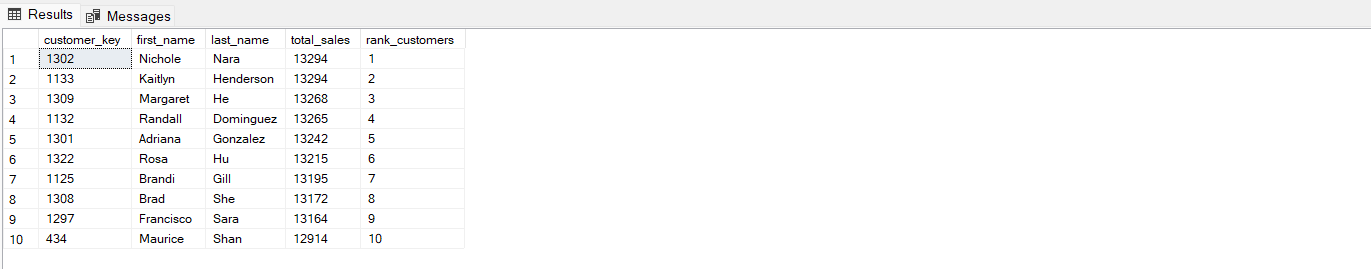 Results Messages
customer_key first_name last_name total_sales rank_customers
1 1302 Nichole Nara 13294 1
2 1133 Kaitlyn Henderson 13294 2
3 1309 Margaret He 13268 3
4 1132 Randall Dominguez 13265 4
5 1301 Adriana Gonzalez 13242 5
6 1322 Rosa Hu 13215 6
7 1125 Brandi Gill 13195 7
8 1308 Brad She 13172 8
9 1297 Francisco Sara 13164 9
10 434 Maurice Shan 12914 10